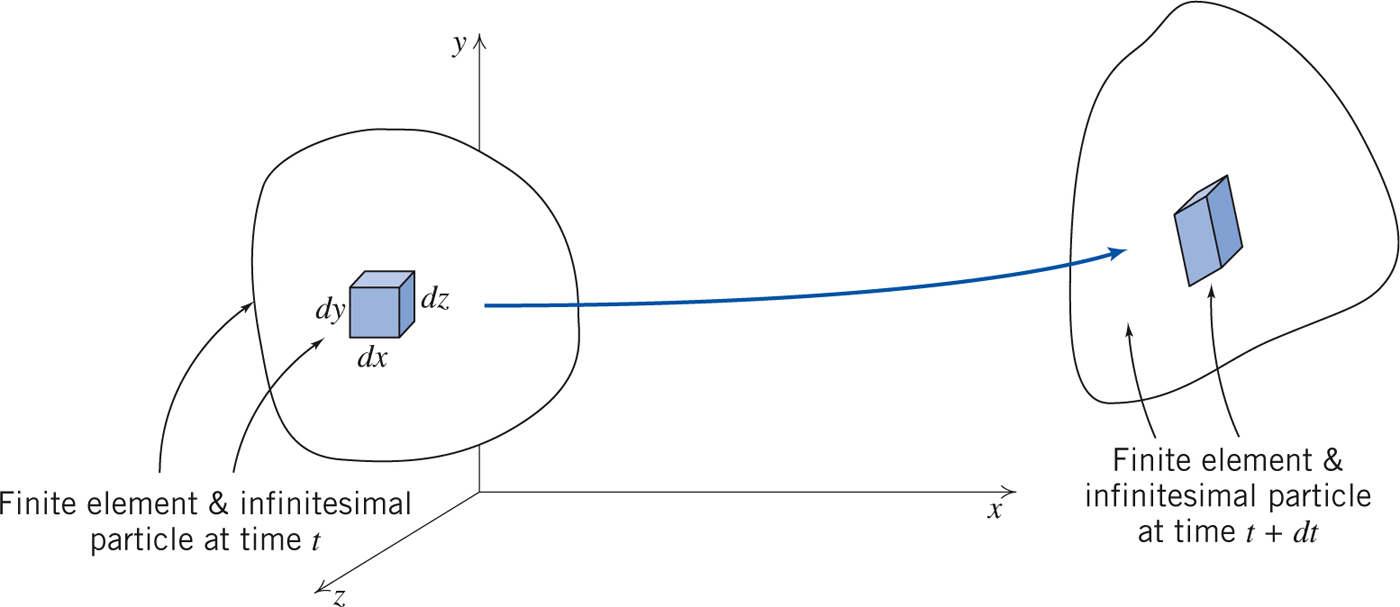 y
dy
dz
dx
Finite element & infinitesimal
particle at time t
x
z
Finite element &
infinitesimal particle
at time t + dt